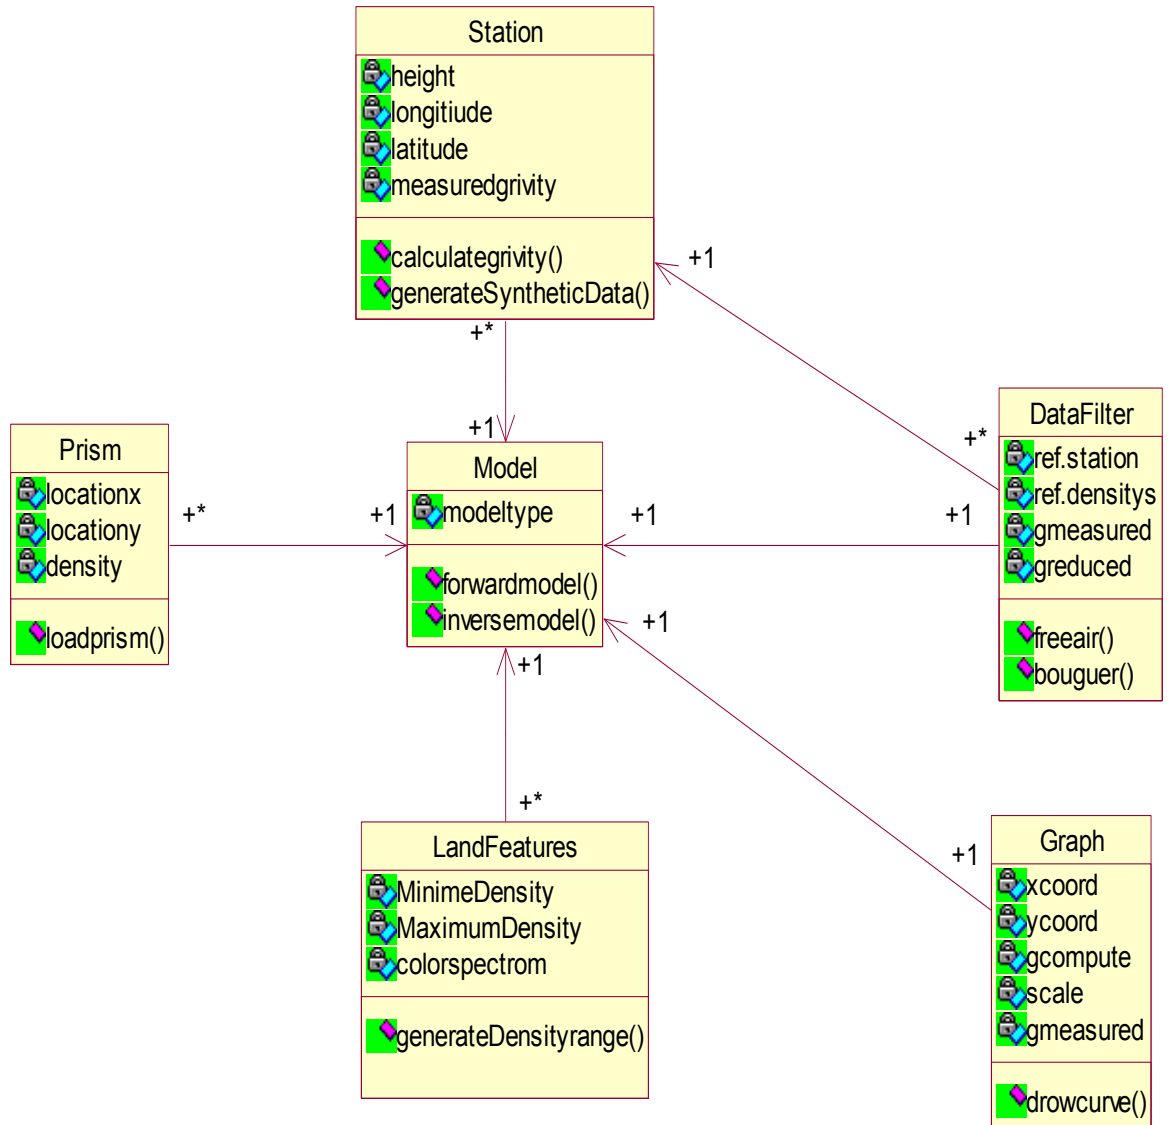 Station
height
longitiude
latitude
measuredgrivity
calculategrivity()
generateSyntheticData()
+1
+*
+*
+1
Prism
locationx
locationy
density
loadprism()
+*
+1
Model
modeltype
forwardmodel()
inversemodel()
+1
+1
DataFilter
ref.station
ref.densitys
gmeasured
greduced
freeair()
bouguer()
+1
+1
+*
+1
LandFeatures
MinimeDensity
MaximumDensity
colorspectrom
generateDensityrange()
Graph
xcoord
ycoord
gcompute
scale
gmeasured
drowcurve()